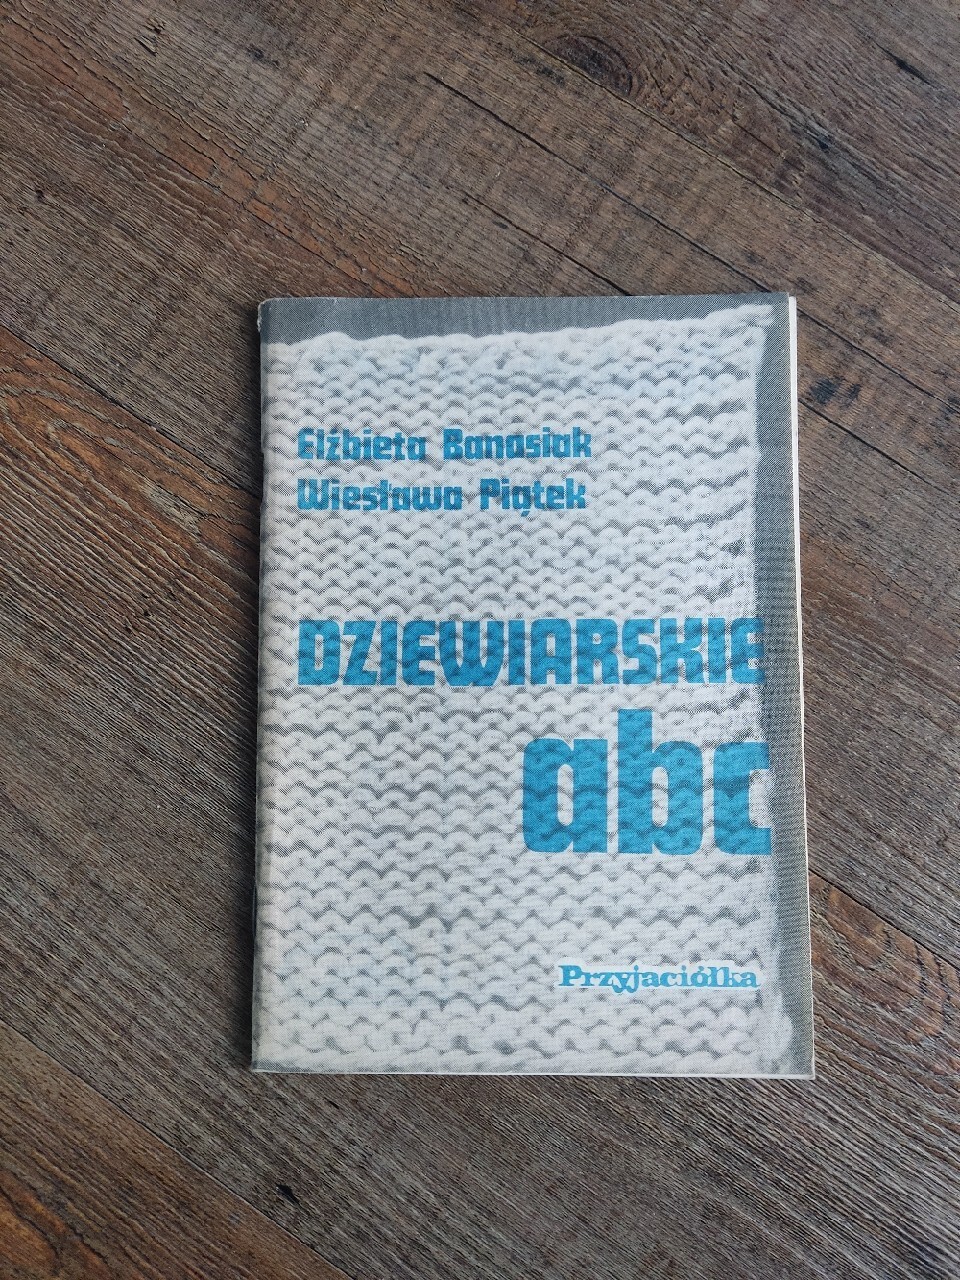 Elżbieta Banasiak
Wiesława Piątek
DZIEWIARSKIE
abc
Przyjaciółka